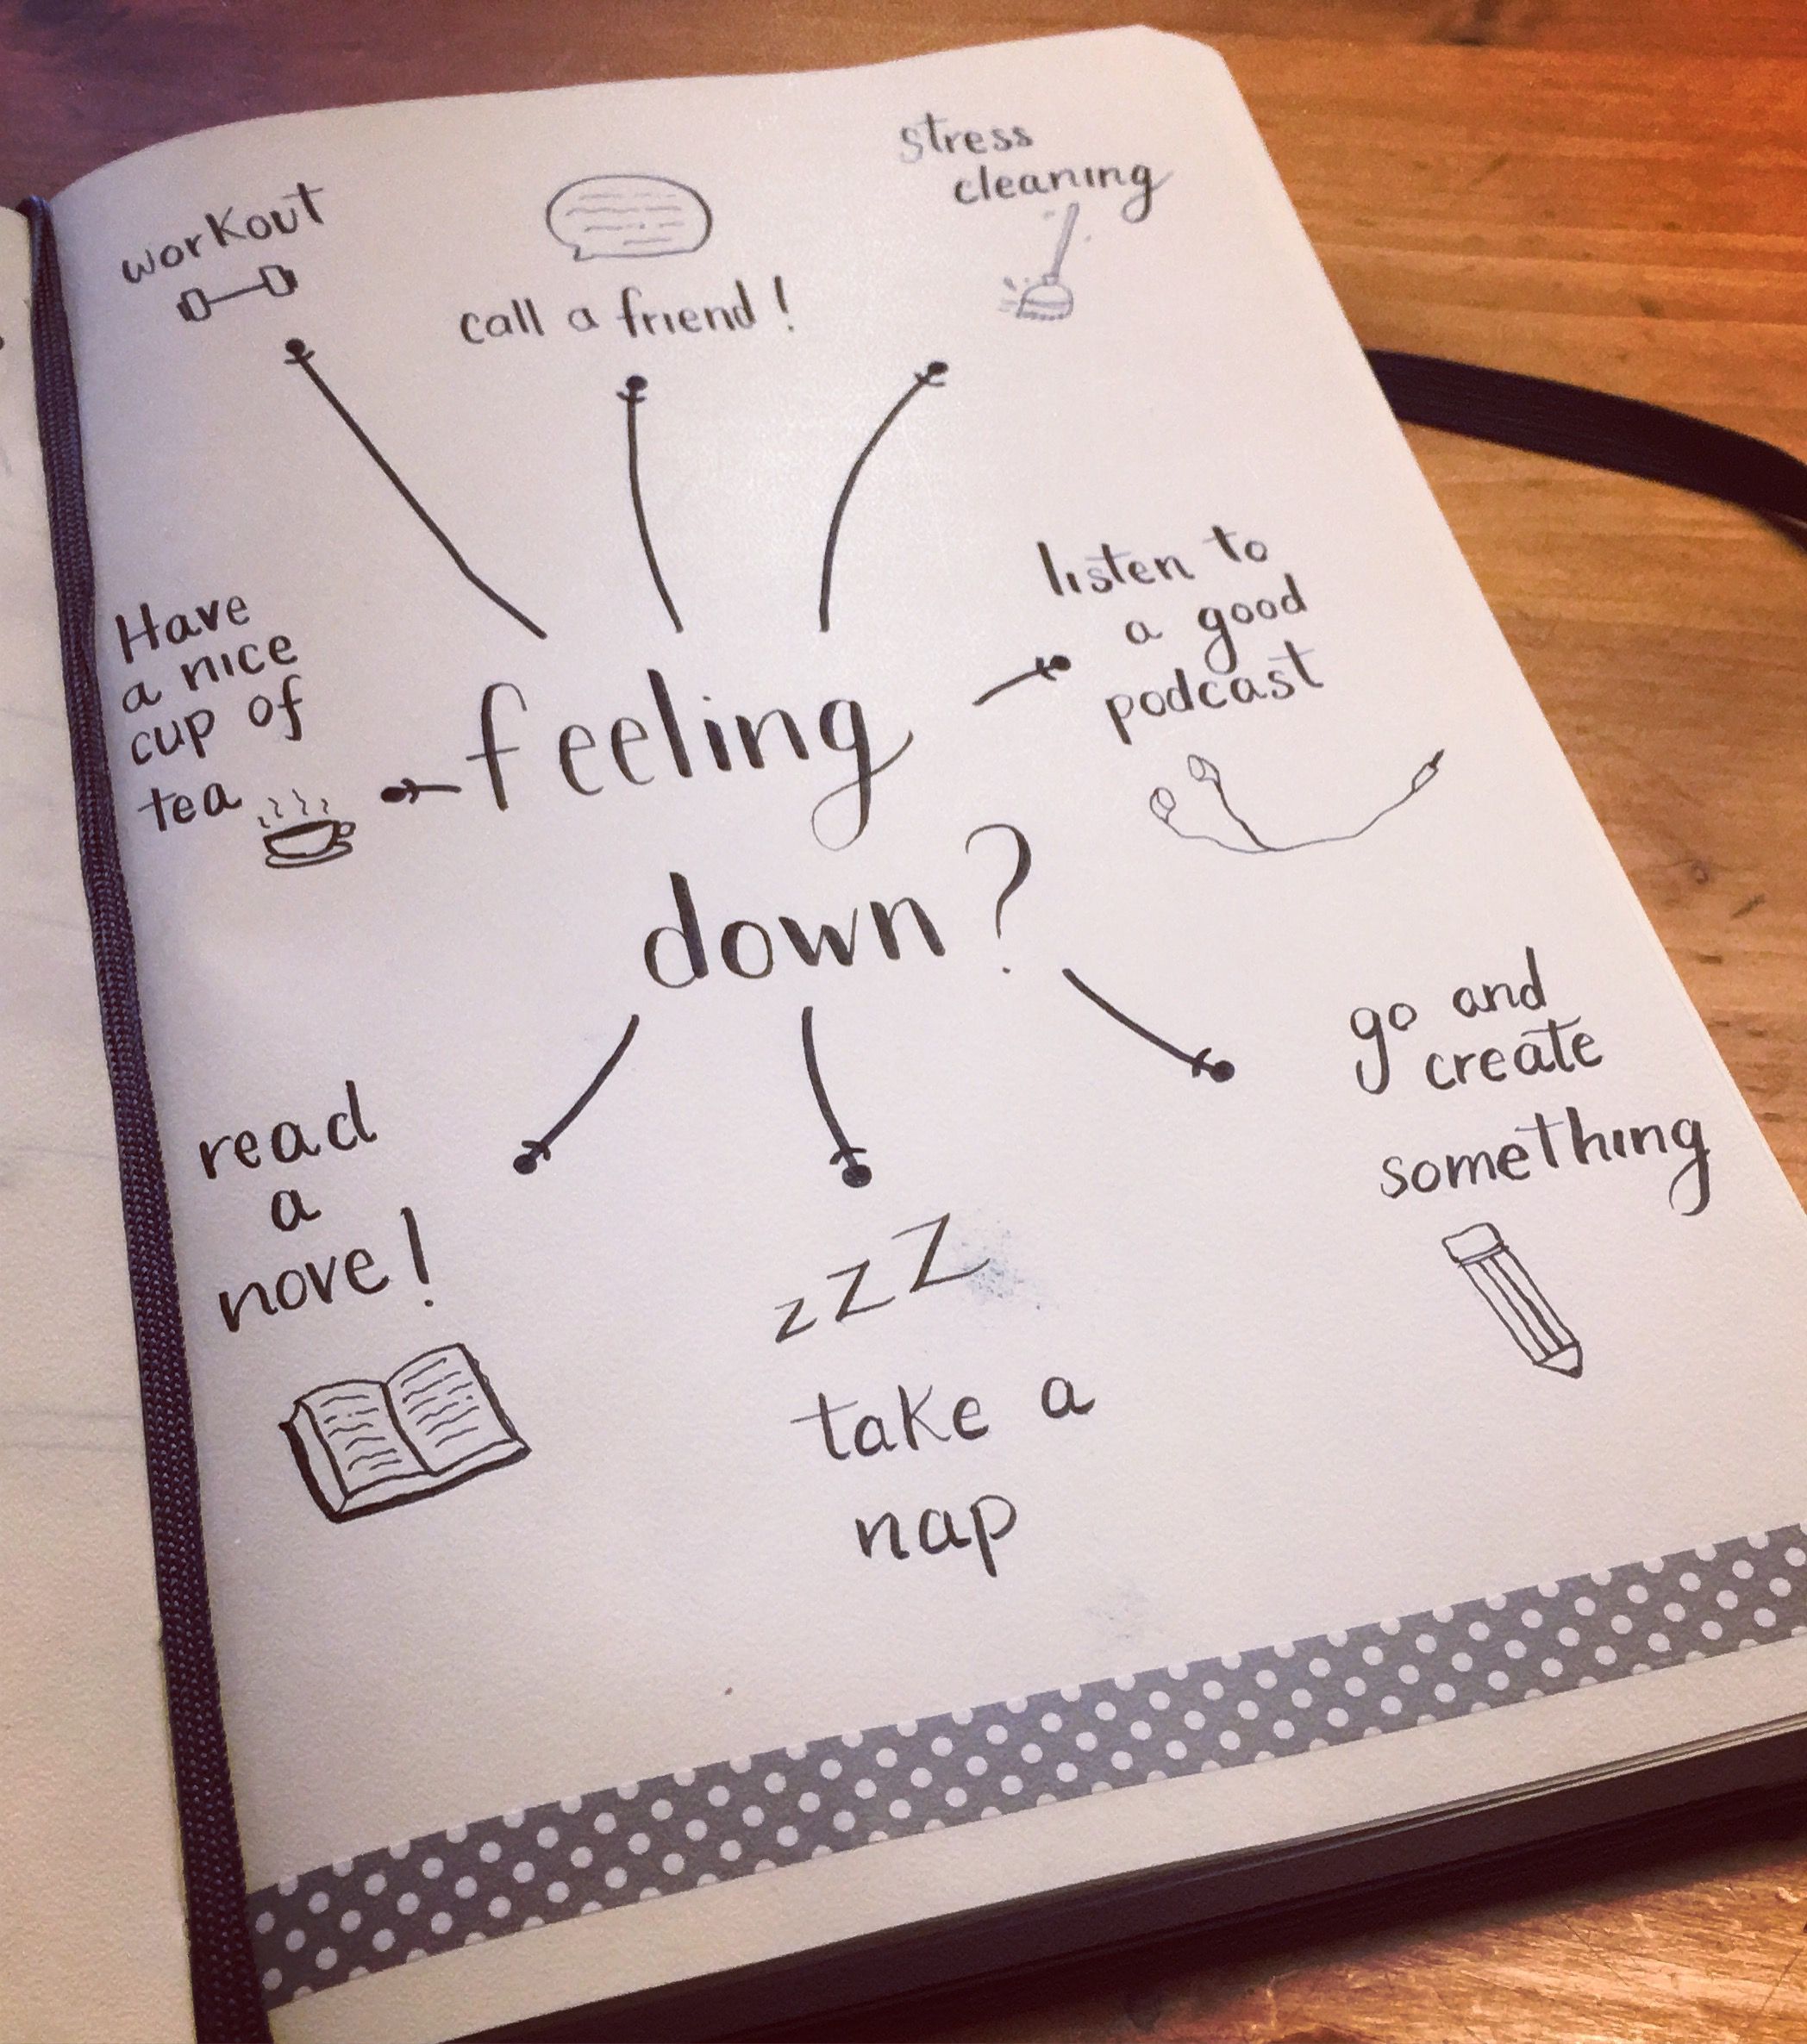 workout
call a friend!
stress
cleaning
Have
a nice
cup of
tea
feeling
down?
listen to
a good
podcast
read
a
nove!
zzZ
take a
nap
go and
create
something